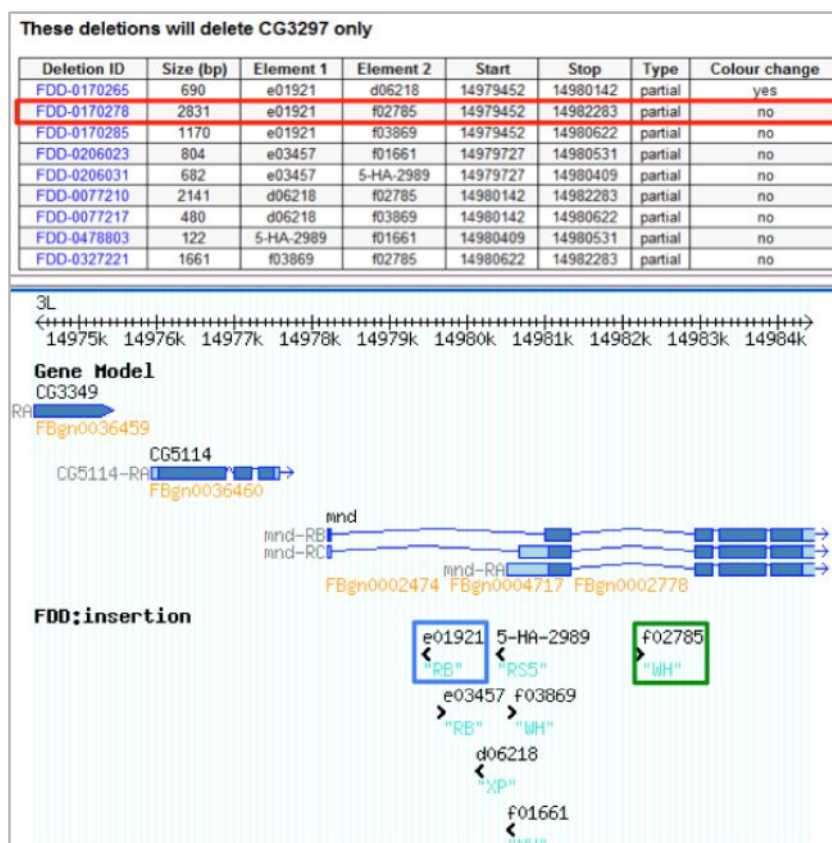 These deletions will delete CG3297 only
Deletion ID Size (bp) Element 1 Element 2 Start Stop Type Colour change
FDD-0170265 690 e01921 d06218 14979452 14980142 partial yes
FDD-0170278 2831 e01921 f02785 14979452 14982283 partial no
FDD-0170285 1170 e01921 f03869 14979452 14980622 partial no
FDD-0206023 804 e03457 f01661 14979727 14980531 partial no
FDD-0206031 682 e03457 5-HA-2989 14979727 14980409 partial no
FDD-0077210 2141 d06218 f02785 14980142 14982283 partial no
FDD-0077217 480 d06218 f03869 14980142 14980622 partial no
FDD-0478803 122 5-HA-2989 f01661 14980409 14980531 partial no
FDD-0327221 1661 f03869 f02785 14980622 14982283 partial no
3L
14975k 14976k 14977k 14978k 14979k 14980k 14981k 14982k 14983k 14984k
Gene Model
CG3349
RA
FBgn0036459
CG5114
CG5114-RA
FBgn0036460
mnd
mnd-RB
mnd-RC
mnd-RA
FBgn0002474 FBgn0004717 FBgn0002778
FDD:insertion
e01921 5-HA-2989 f02785
"RB" "RS5" "WH"
e03457 f03869
"RB" "WH"
d06218
"XP"
f01661